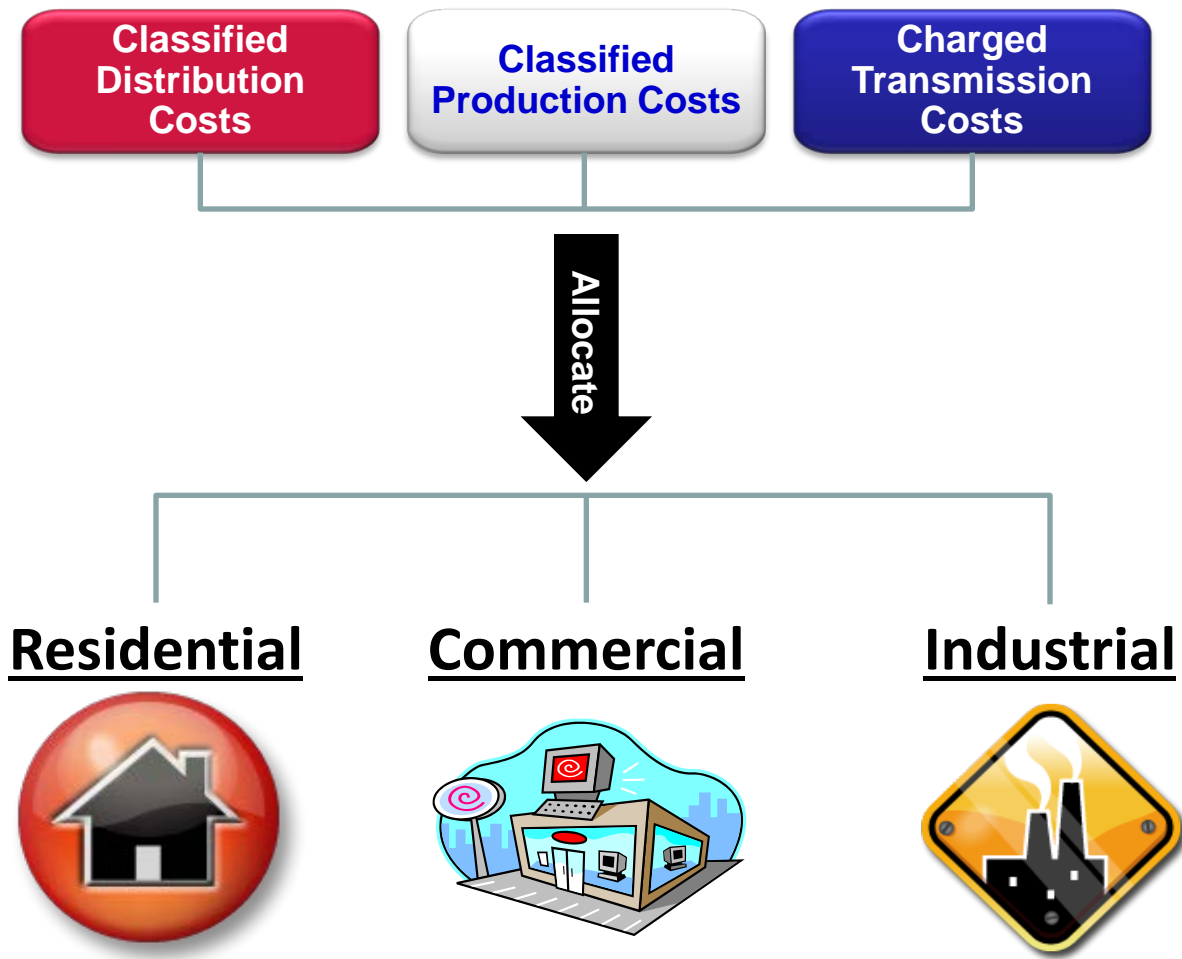 Classified
Distribution
Costs
Classified
Production Costs
Charged
Transmission
Costs
Allocate
Residential
Commercial
Industrial